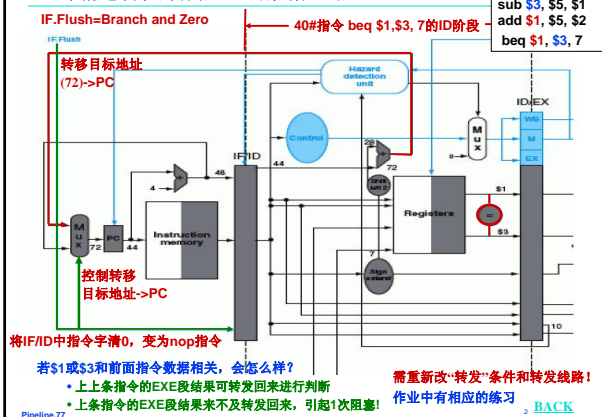 IF.Flush=Branch and Zero
40#指令 beq $1,$3, 7的ID阶段
sub $3, $5, $1
add $1, $5, $2
beq $1, $3, 7
IF.Flush
转移目标地址
(72)->PC
Hazard
detection
unit
ID/EX
WB
M
EX
Control
Mux
0
IF/ID
28
44
48
72
4
Shift
left 2
Registers
$1
=
$3
Mux
72
PC
44
Instruction
memory
7
Sign
extend
控制转移
目标地址->PC
10
将IF/ID中指令字清0，变为nop指令
若$1或$3和前面指令数据相关，会怎么样？
• 上上条指令的EXE段结果可转发回来进行判断
• 上条指令的EXE段结果来不及转发回来，引起1次阻塞！
需重新改“转发”条件和转发线路！
作业中有相应的练习
Pipeline.77
2
BACK